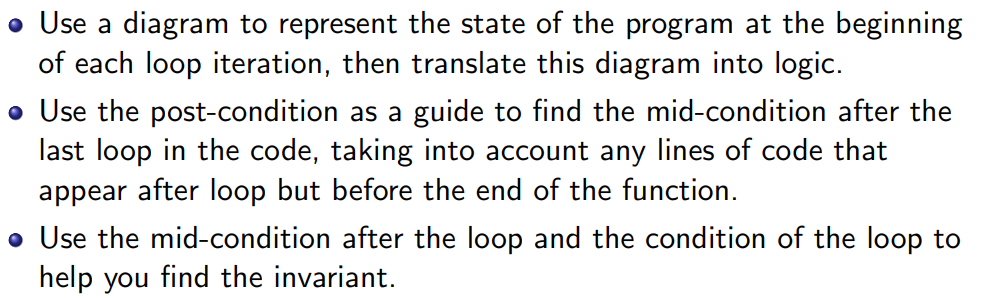 Use a diagram to represent the state of the program at the beginning
of each loop iteration, then translate this diagram into logic.
Use the post-condition as a guide to find the mid-condition after the
last loop in the code, taking into account any lines of code that
appear after loop but before the end of the function.
Use the mid-condition after the loop and the condition of the loop to
help you find the invariant.